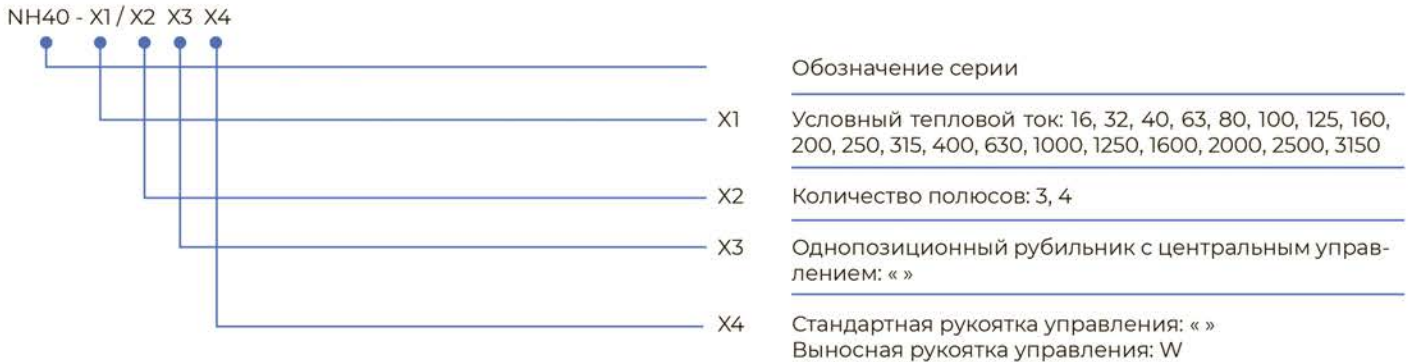 NH40 - X1 / X2 X3 X4
Обозначение серии
X1 Условный тепловой ток: 16, 32, 40, 63, 80, 100, 125, 160,
200, 250, 315, 400, 630, 1000, 1250, 1600, 2000, 2500, 3150
X2 Количество полюсов: 3, 4
X3 Однопозиционный рубильник с центральным управ-
лением: « »
X4 Стандартная рукоятка управления: « »
Выносная рукоятка управления: W